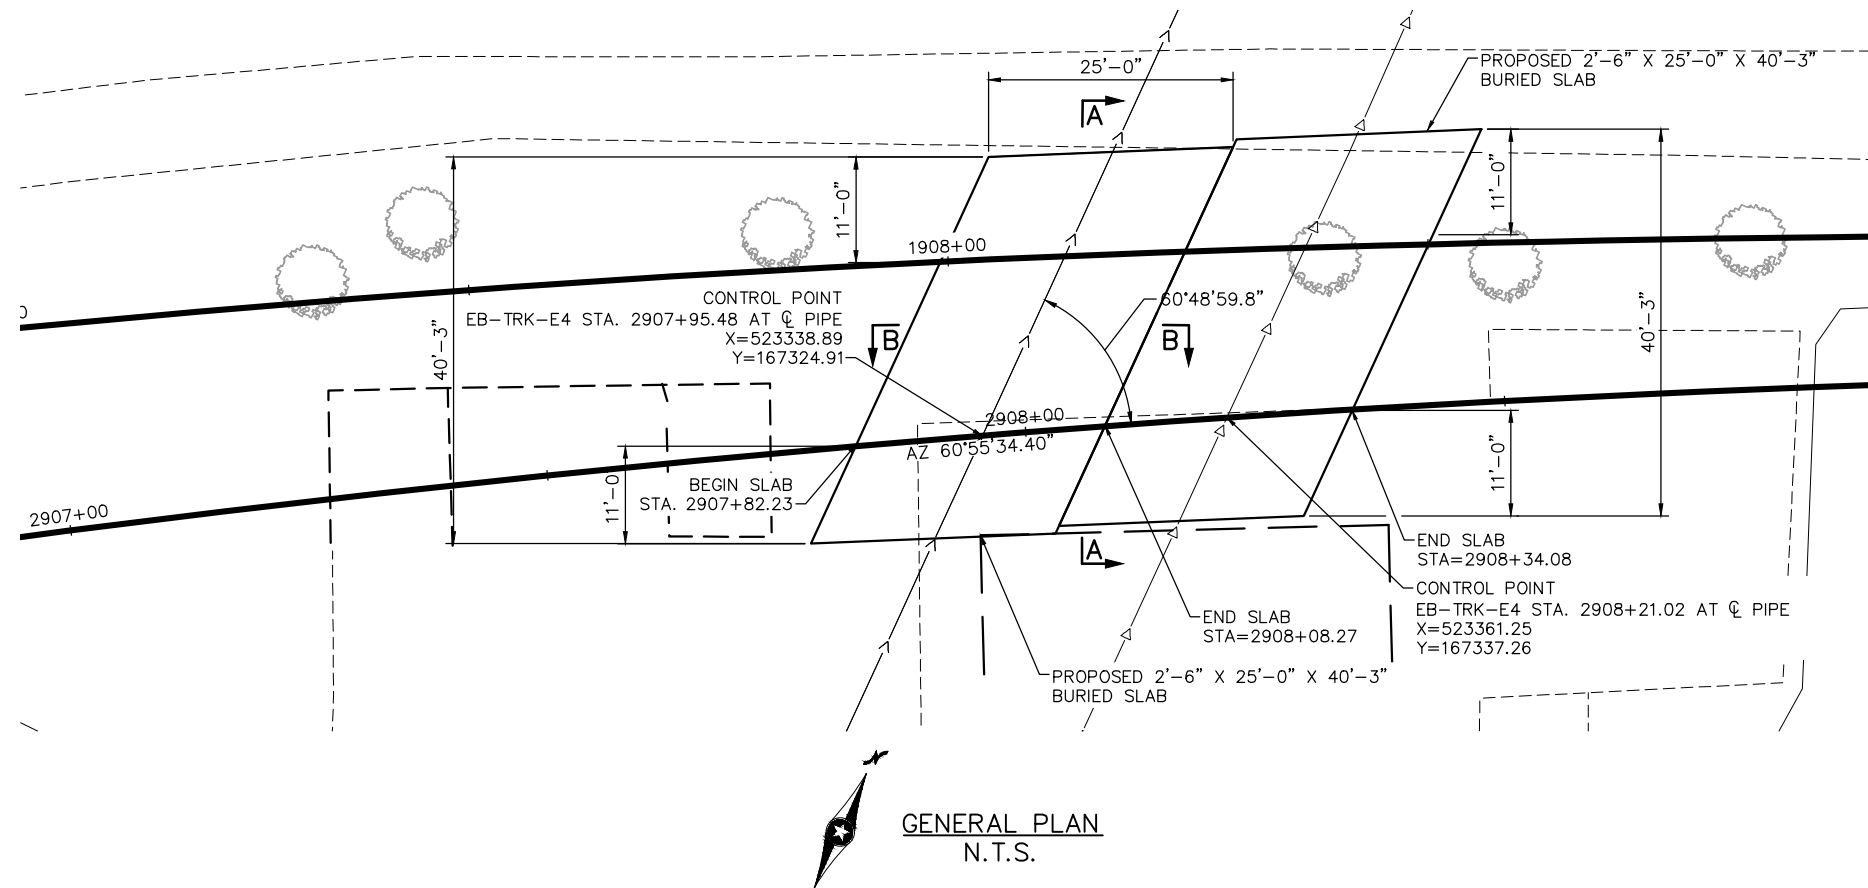 25'-0"
PROPOSED 2'-6" X 25'-0" X 40'-3"
BURIED SLAB
A
11'-0"
11'-0"
1908+00
CONTROL POINT
EB-TRK-E4 STA. 2907+95.48 AT ℄ PIPE
X=523338.89
Y=167324.91
60°48'59.8"
B
B
40'-3"
40'-3"
2908+00
AZ 60°55'34.40"
BEGIN SLAB
STA. 2907+82.23
11'-0
11'-0"
2907+00
0
A
END SLAB
STA=2908+34.08
CONTROL POINT
EB-TRK-E4 STA. 2908+21.02 AT ℄ PIPE
X=523361.25
Y=167337.26
END SLAB
STA=2908+08.27
PROPOSED 2'-6" X 25'-0" X 40'-3"
BURIED SLAB
N
GENERAL PLAN
N.T.S.